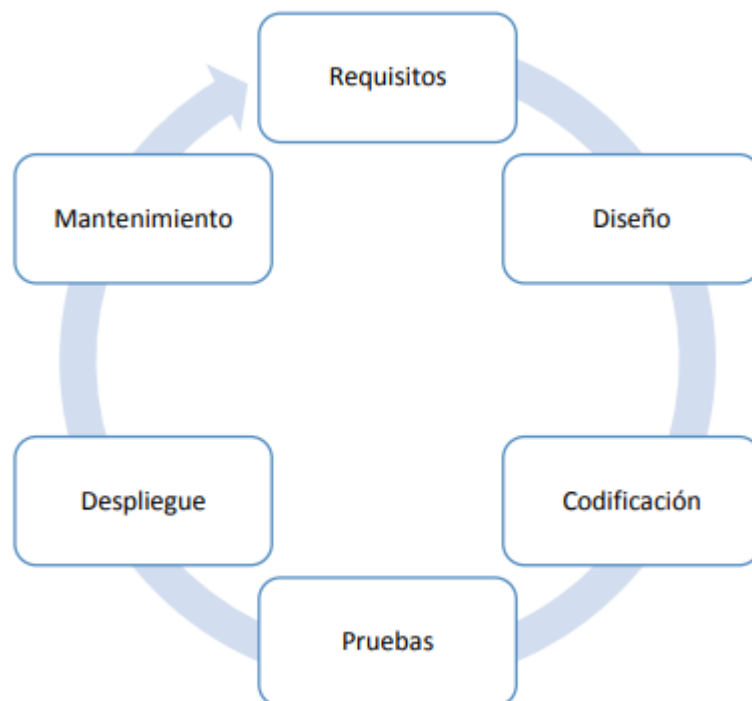 Requisitos
Diseño
Codificación
Pruebas
Despliegue
Mantenimiento